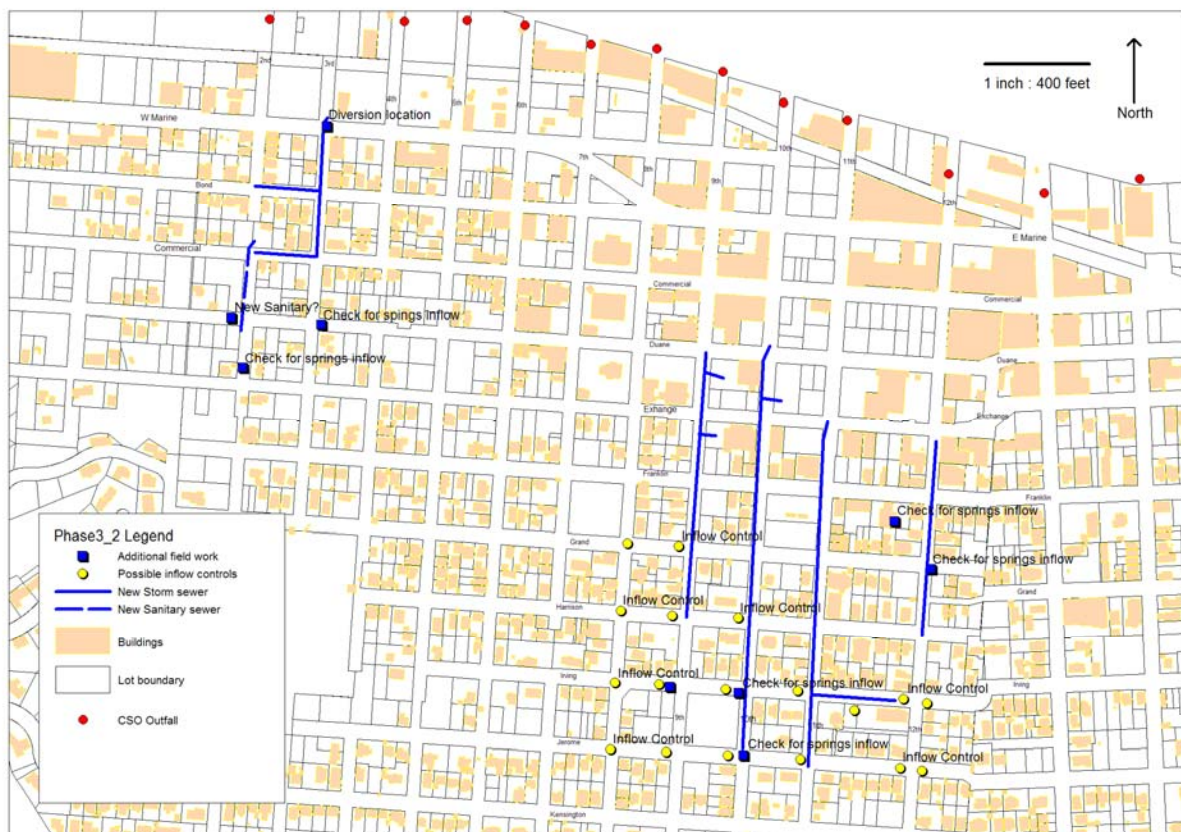 2nd
3rd
4th
5th
6th
7th
8th
9th
10th
11th
12th
1 inch : 400 feet
North
W Marine
Diversion location
Bond
Commercial
E Marine
Commercial
Commercial
New Sanitary?
Check for spings inflow
Duane
Duane
Check for springs inflow
Exhange
Exchange
Franklin
Franklin
Check for springs inflow
Grand
Inflow Control
Check for springs inflow
Grand
Harrison
Inflow Control
Inflow Control
Irving
Inflow Control
Check for springs inflow
Inflow Control
Irving
9th
10th
12th
Jerome
Inflow Control
Check for springs inflow
Inflow Control
Kensington
Phase3_2 Legend
Additional field work
Possible inflow controls
New Storm sewer
New Sanitary sewer
Buildings
Lot boundary
CSO Outfall